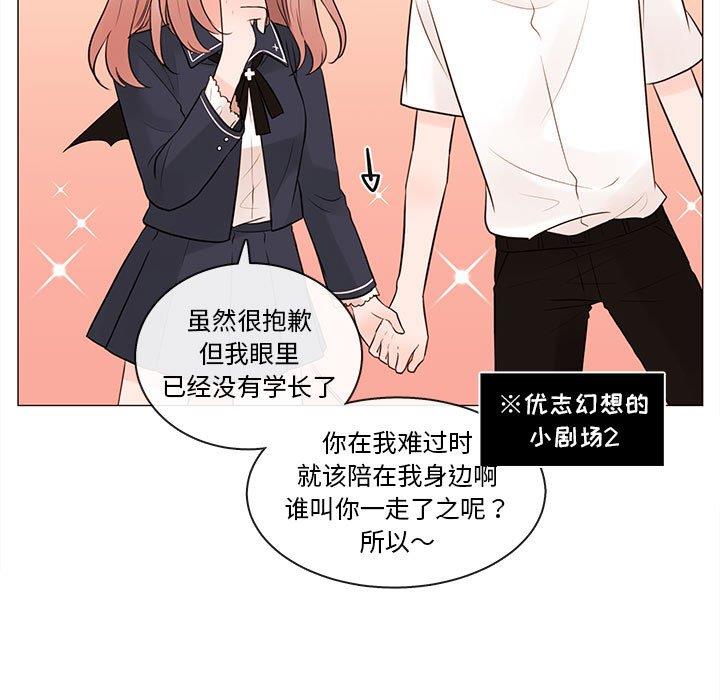 虽然很抱歉
但我眼里
已经没有学长了
※优志幻想的
小剧场2
你在我难过时
就该陪在我身边啊
谁叫你一走了之呢？
所以～